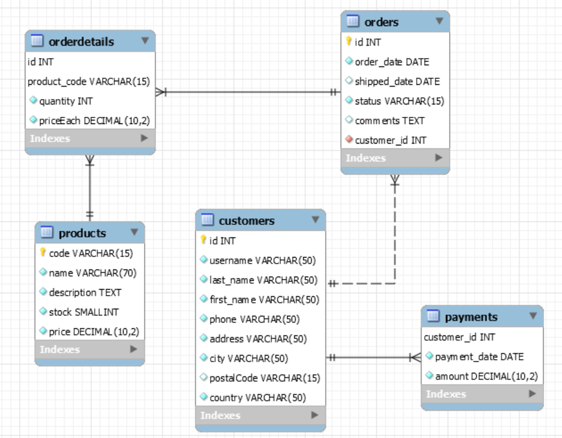 orderdetails
id INT
product_code VARCHAR(15)
quantity INT
priceEach DECIMAL(10,2)
Indexes
orders
id INT
order_date DATE
shipped_date DATE
status VARCHAR(15)
comments TEXT
customer_id INT
Indexes
products
code VARCHAR(15)
name VARCHAR(70)
description TEXT
stock SMALLINT
price DECIMAL(10,2)
Indexes
customers
id INT
username VARCHAR(50)
last_name VARCHAR(50)
first_name VARCHAR(50)
phone VARCHAR(50)
address VARCHAR(50)
city VARCHAR(50)
postalCode VARCHAR(15)
country VARCHAR(50)
Indexes
payments
customer_id INT
payment_date DATE
amount DECIMAL(10,2)
Indexes